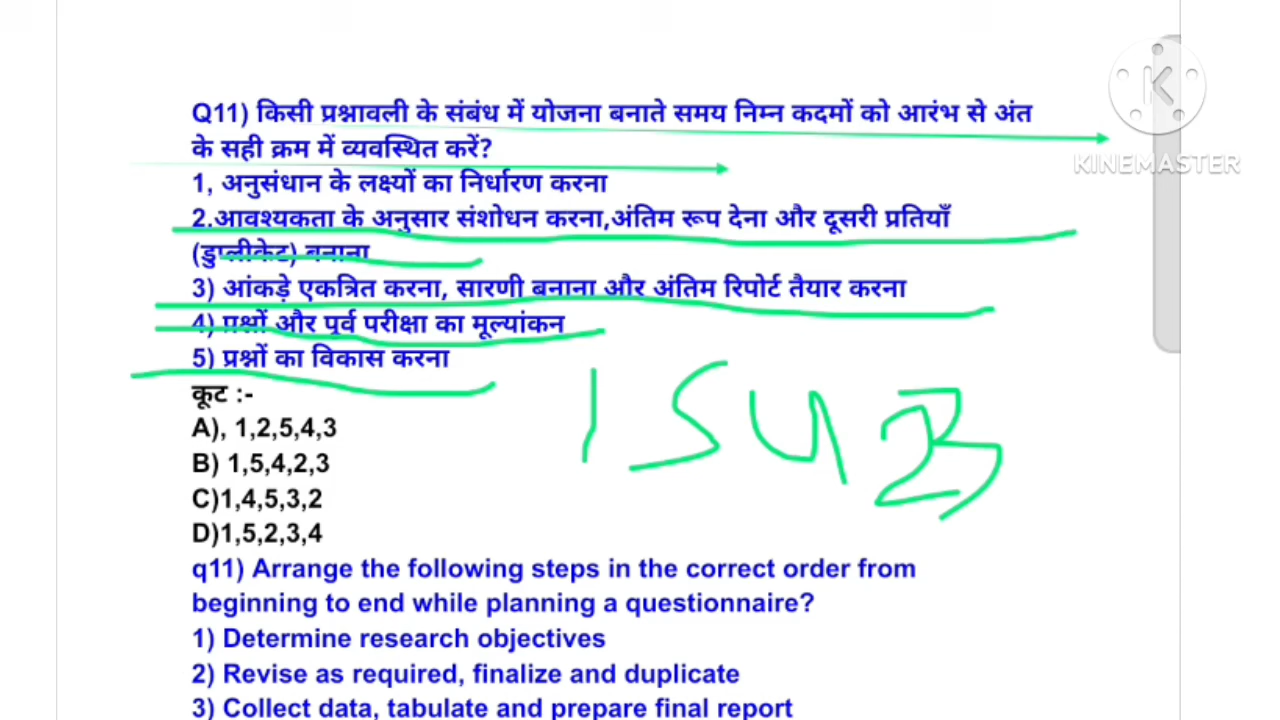 KINEMASTER
Q11) किसी प्रश्नावली के संबंध में योजना बनाते समय निम्न कदमों को आरंभ से अंत
के सही क्रम में व्यवस्थित करें?
1, अनुसंधान के लक्ष्यों का निर्धारण करना
2.आवश्यकता के अनुसार संशोधन करना,अंतिम रूप देना और दूसरी प्रतियाँ
(डुप्लीकेट) बनाना
3) आंकड़े एकत्रित करना, सारणी बनाना और अंतिम रिपोर्ट तैयार करना
4) प्रश्नों और पूर्व परीक्षा का मूल्यांकन
5) प्रश्नों का विकास करना
कूट :-
A), 1,2,5,4,3
B) 1,5,4,2,3
C)1,4,5,3,2
D)1,5,2,3,4
1 5 4 2 3
q11) Arrange the following steps in the correct order from
beginning to end while planning a questionnaire?
1) Determine research objectives
2) Revise as required, finalize and duplicate
3) Collect data, tabulate and prepare final report